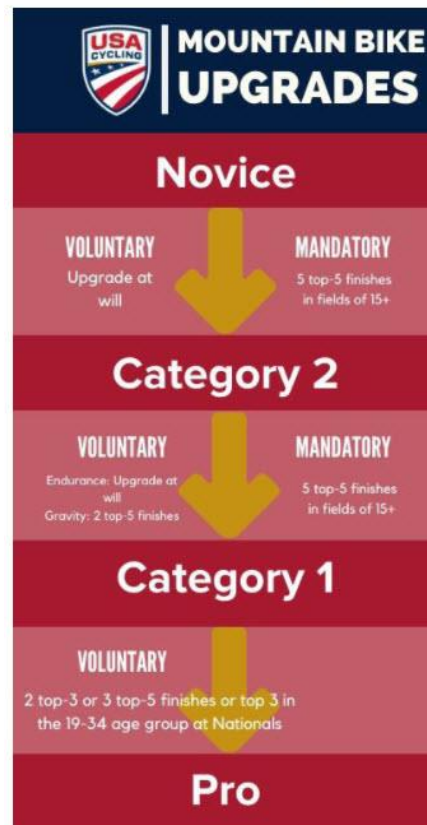 USA
CYCLING
MOUNTAIN BIKE
UPGRADES
Novice
VOLUNTARY
Upgrade at
will
MANDATORY
5 top-5 finishes
in fields of 15+
Category 2
VOLUNTARY
Endurance: Upgrade at
will
Gravity: 2 top-5 finishes
MANDATORY
5 top-5 finishes
in fields of 15+
Category 1
VOLUNTARY
2 top-3 or 3 top-5 finishes or top 3 in
the 19-34 age group at Nationals
Pro